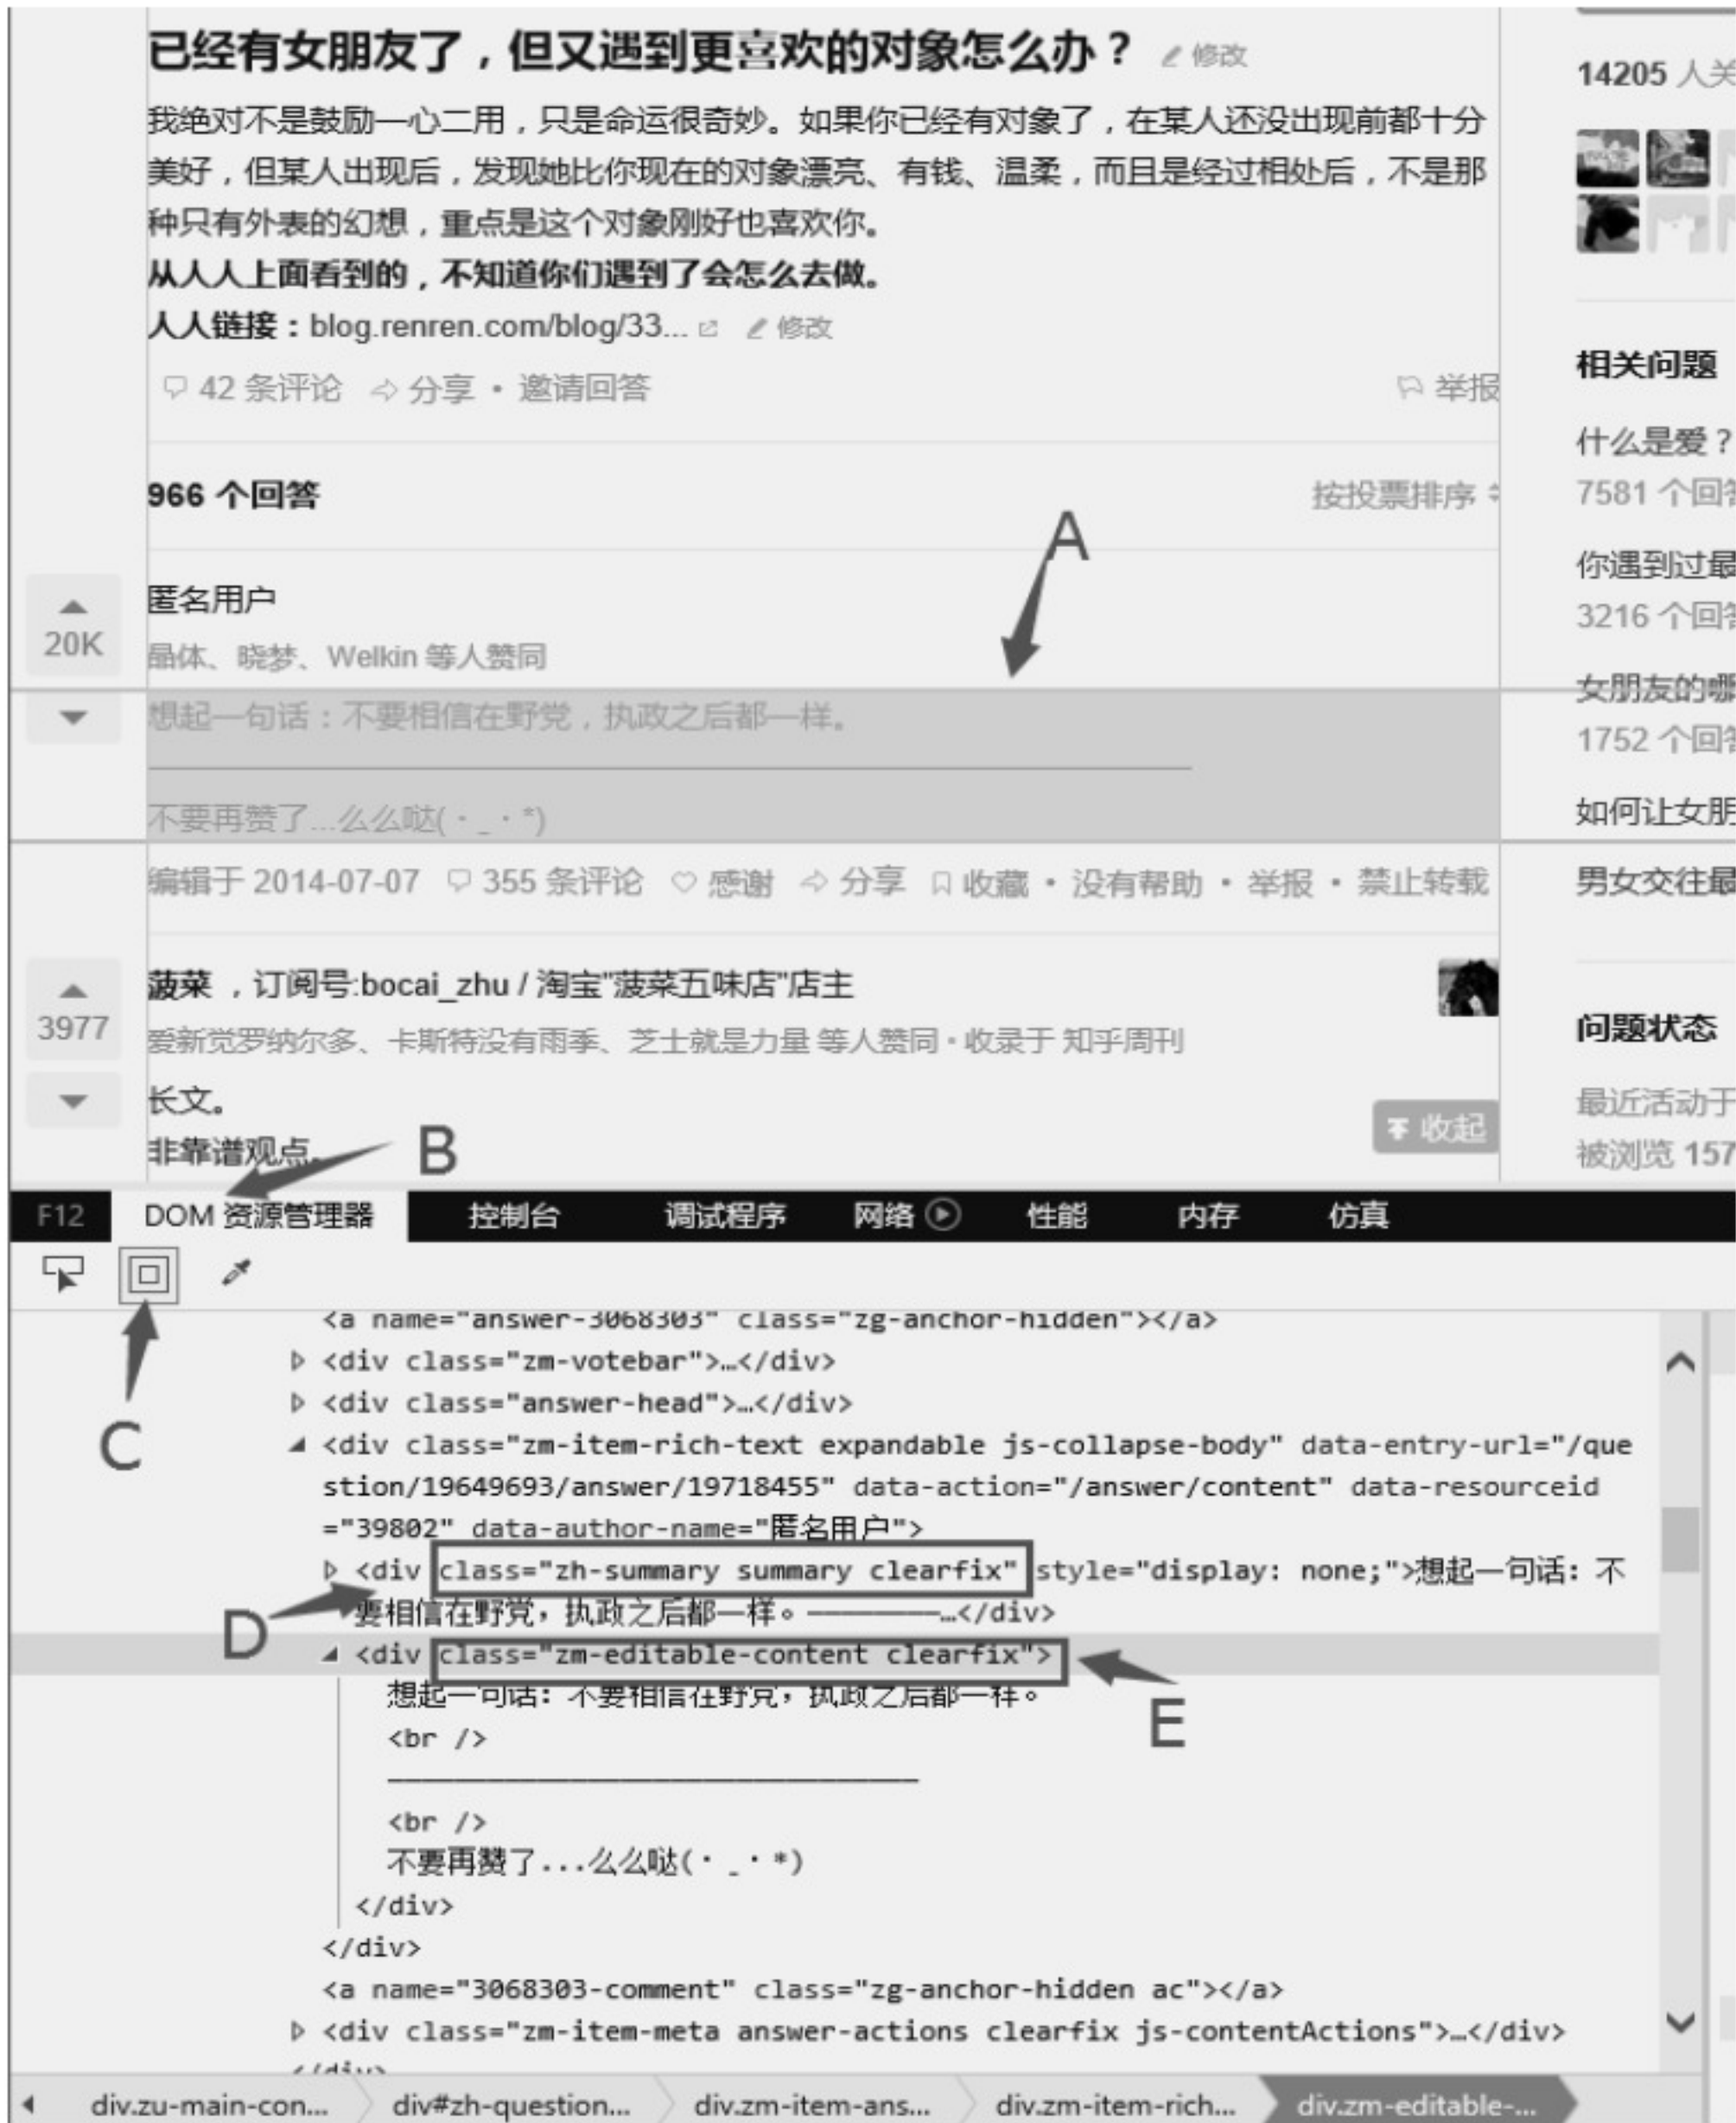 已经有女朋友了，但又遇到更喜欢的对象怎么办？ 修改
我绝对不是鼓励一心二用，只是命运很奇妙。如果你已经有对象了，在某人还没出现前都十分
美好，但某人出现后，发现她比你现在的对象漂亮、有钱、温柔，而且是经过相处后，不是那
种只有外表的幻想，重点是这个对象刚好也喜欢你。
从人人上面看到的，不知道你们遇到了会怎么去做。
人人链接：blog.renren.com/blog/33... 修改
42 条评论 分享 • 邀请回答 举报
966 个回答 按投票排序
A
匿名用户
20K
晶体、晓梦、Welkin 等人赞同
想起一句话：不要相信在野党，执政之后都一样。
————————————————————————————————
不要再赞了...么么哒(・_・*)
编辑于 2014-07-07 355 条评论 感谢 分享 收藏 • 没有帮助 • 举报 • 禁止转载
菠菜 ，订阅号:bocai_zhu / 淘宝"菠菜五味店"店主
3977
爱新觉罗纳尔多、卡斯特没有雨季、芝士就是力量 等人赞同 • 收录于 知乎周刊
长文。
收起
非靠谱观点。
B
14205 人关
相关问题
什么是爱？
7581 个回答
你遇到过最
3216 个回答
女朋友的哪
1752 个回答
如何让女朋
男女交往最
问题状态
最近活动于
被浏览 157
F12 DOM 资源管理器 控制台 调试程序 网络 性能 内存 仿真
C
<a name="answer-3068303" class="zg-anchor-hidden"></a>
<div class="zm-votebar">…</div>
<div class="answer-head">…</div>
<div class="zm-item-rich-text expandable js-collapse-body" data-entry-url="/que
stion/19649693/answer/19718455" data-action="/answer/content" data-resourceid
="39802" data-author-name="匿名用户">
<div class="zh-summary summary clearfix" style="display: none;">想起一句话：不
D
要相信在野党，执政之后都一样。 ————————…</div>
<div class="zm-editable-content clearfix">
E
想起一句话：不要相信在野党，执政之后都一样。
<br />
————————————————————————————————
<br />
不要再赞了...么么哒(・_・*)
</div>
</div>
<a name="3068303-comment" class="zg-anchor-hidden ac"></a>
<div class="zm-item-meta answer-actions clearfix js-contentActions">…</div>
</div>
div.zu-main-con... div#zh-question... div.zm-item-ans... div.zm-item-rich... div.zm-editable-...